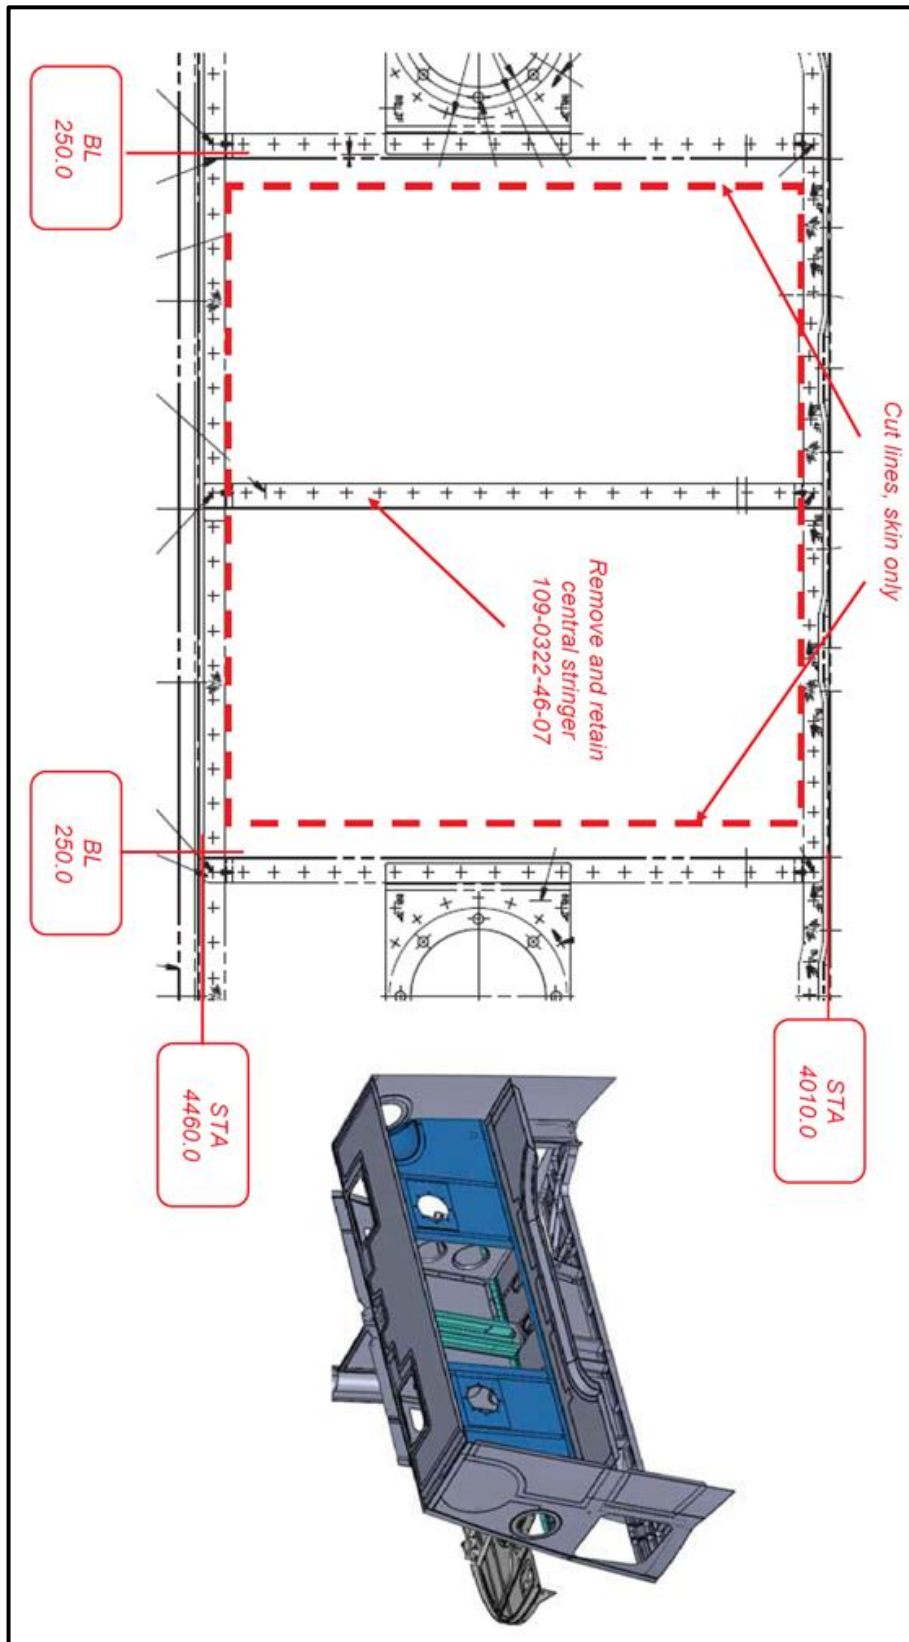 BL
250.0
BL
250.0
Cut lines, skin only
Remove and retain
central stringer
109-0322-46-07
STA
4460.0
STA
4010.0